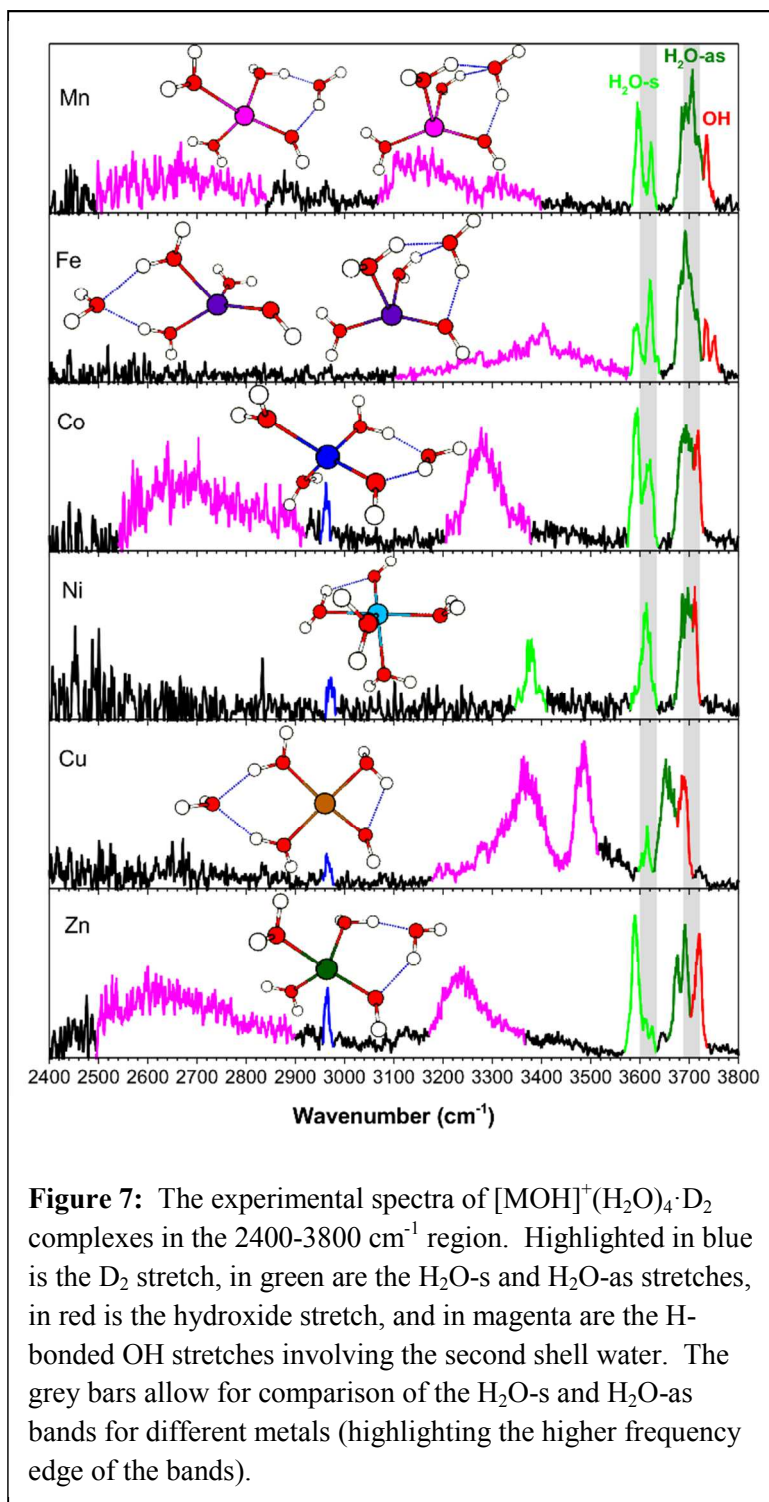 Mn
H₂O-s
H₂O-as
OH
Fe
Co
Ni
Cu
Zn
2400 2500 2600 2700 2800 2900 3000 3100 3200 3300 3400 3500 3600 3700 3800
Wavenumber (cm⁻¹)
Figure 7: The experimental spectra of [MOH]⁺(H₂O)₄·D₂
complexes in the 2400-3800 cm⁻¹ region. Highlighted in blue
is the D₂ stretch, in green are the H₂O-s and H₂O-as stretches,
in red is the hydroxide stretch, and in magenta are the H-
bonded OH stretches involving the second shell water. The
grey bars allow for comparison of the H₂O-s and H₂O-as
bands for different metals (highlighting the higher frequency
edge of the bands).